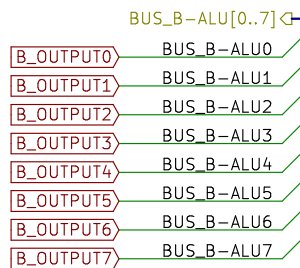 BUS_B-ALU[0..7]
B_OUTPUT0 BUS_B-ALU0
B_OUTPUT1 BUS_B-ALU1
B_OUTPUT2 BUS_B-ALU2
B_OUTPUT3 BUS_B-ALU3
B_OUTPUT4 BUS_B-ALU4
B_OUTPUT5 BUS_B-ALU5
B_OUTPUT6 BUS_B-ALU6
B_OUTPUT7 BUS_B-ALU7